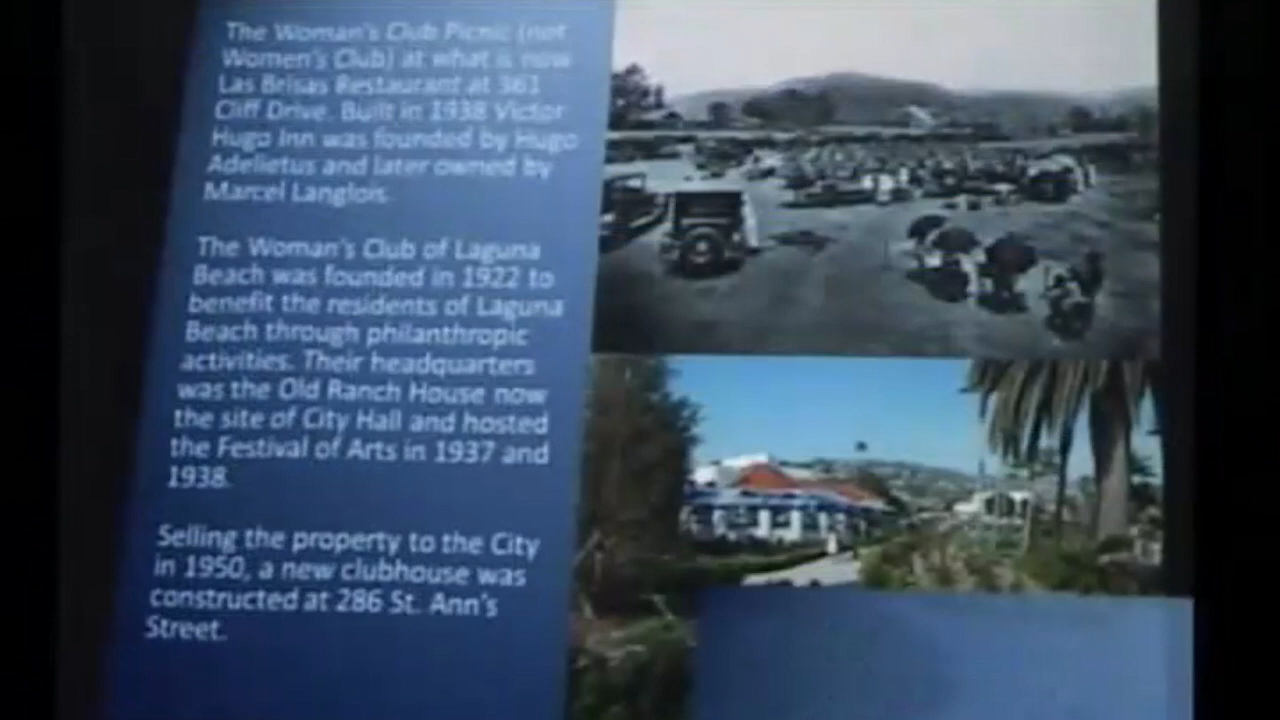 The Woman's Club Picnic (not
Women's Club) at what is now
Las Brisas Restaurant at 361
Cliff Drive. Built in 1938 Victor
Hugo Inn was founded by Hugo
Adelietus and later owned by
Marcel Langlois.
The Woman's Club of Laguna
Beach was founded in 1922 to
benefit the residents of Laguna
Beach through philanthropic
activities. Their headquarters
was the Old Ranch House now
the site of City Hall and hosted
the Festival of Arts in 1937 and
1938.
Selling the property to the City
in 1950, a new clubhouse was
constructed at 286 St. Ann's
Street.